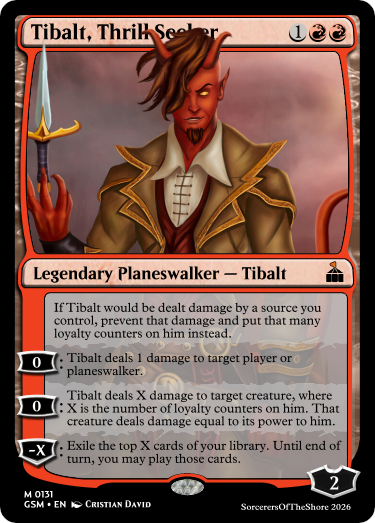 Tibalt, Thrill Seeker
1
Legendary Planeswalker — Tibalt
If Tibalt would be dealt damage by a source you
control, prevent that damage and put that many
loyalty counters on him instead.
0: Tibalt deals 1 damage to target player or
planeswalker.
0: Tibalt deals X damage to target creature, where
X is the number of loyalty counters on him. That
creature deals damage equal to its power to him.
-X: Exile the top X cards of your library. Until end of
turn, you may play those cards.
2
M 0131
GSM • EN Cristian David
SorcerersOfTheShore 2026